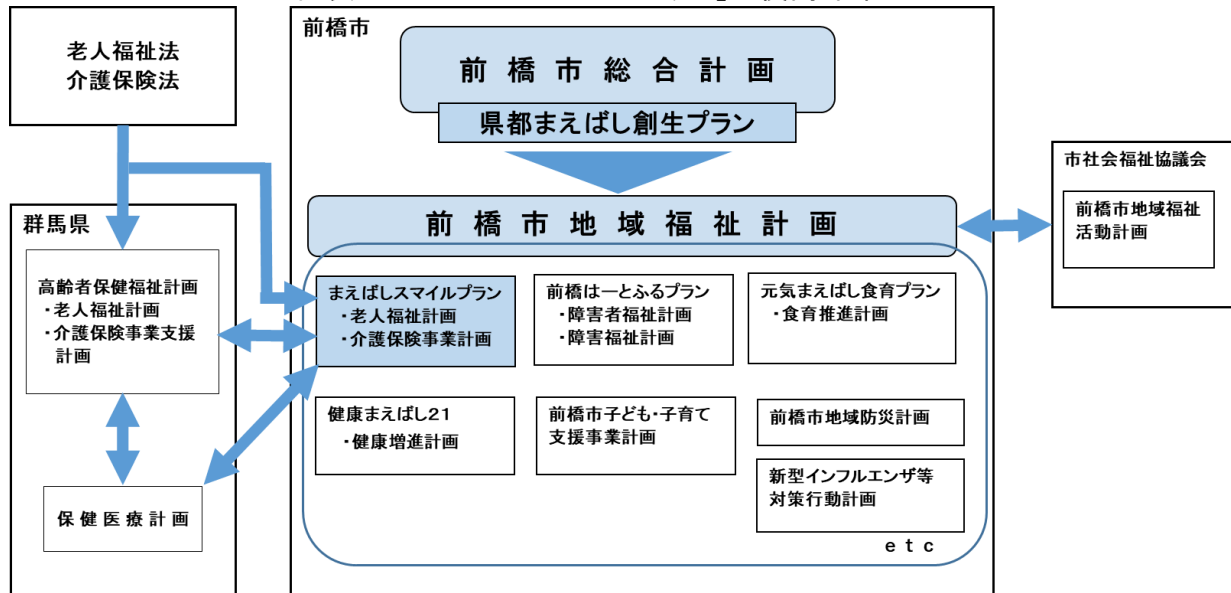 老人福祉法
介護保険法
群馬県
高齢者保健福祉計画
・老人福祉計画
・介護保険事業支援
計画
保健医療計画
前橋市
前橋市総合計画
県都まえばし創生プラン
前橋市地域福祉計画
まえばしスマイルプラン
・老人福祉計画
・介護保険事業計画
前橋はーとふるプラン
・障害者福祉計画
・障害福祉計画
元気まえばし食育プラン
・食育推進計画
健康まえばし21
・健康増進計画
前橋市子ども・子育て
支援事業計画
前橋市地域防災計画
新型インフルエンザ等
対策行動計画
etc
市社会福祉協議会
前橋市地域福祉
活動計画